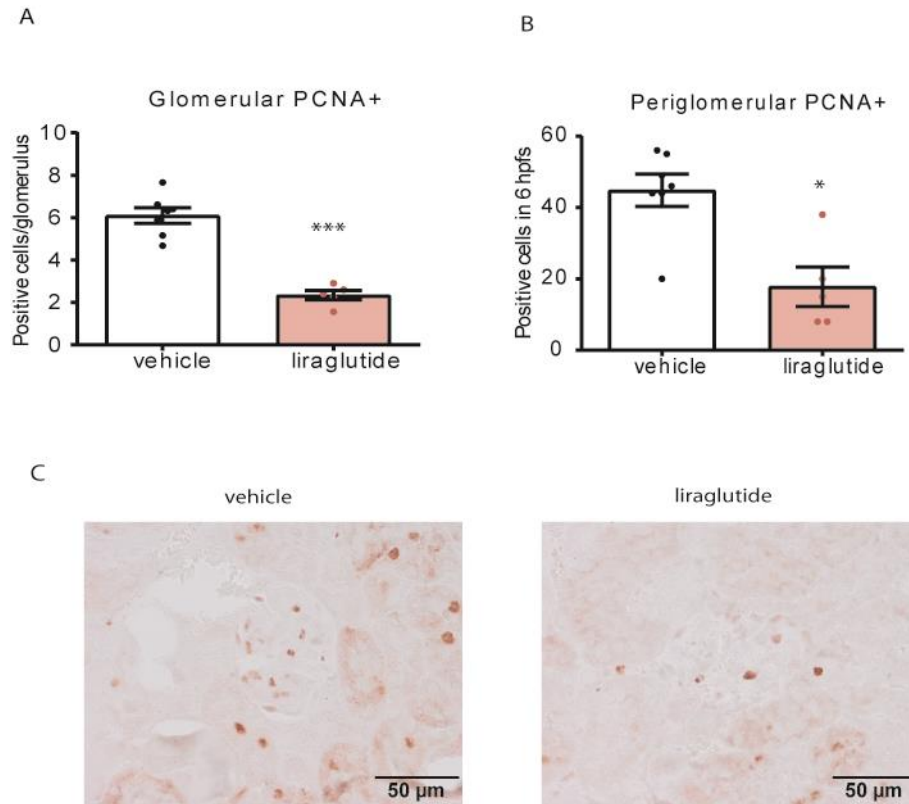 A
Glomerular PCNA+
Positive cells/glomerulus
10
8
6
4
2
0
***
vehicle
liraglutide
B
Periglomerular PCNA+
Positive cells in 6 hpfs
60
40
20
0
*
vehicle
liraglutide
C
vehicle
liraglutide
50 µm
50 µm